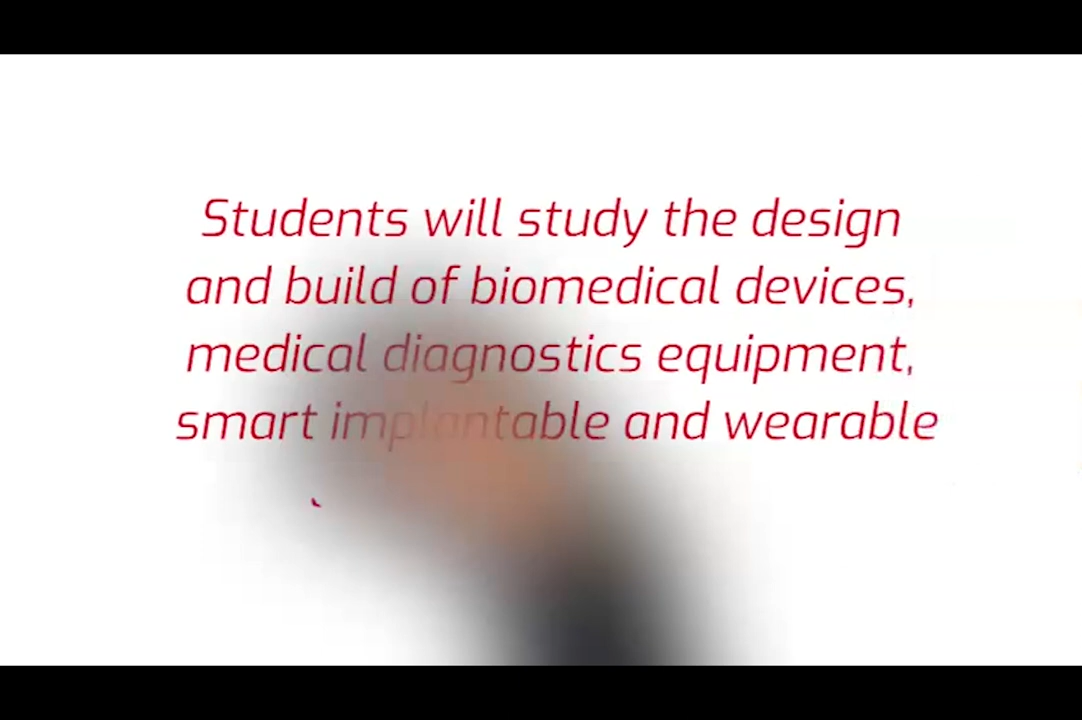 Students will study the design
and build of biomedical devices,
medical diagnostics equipment,
smart implantable and wearable